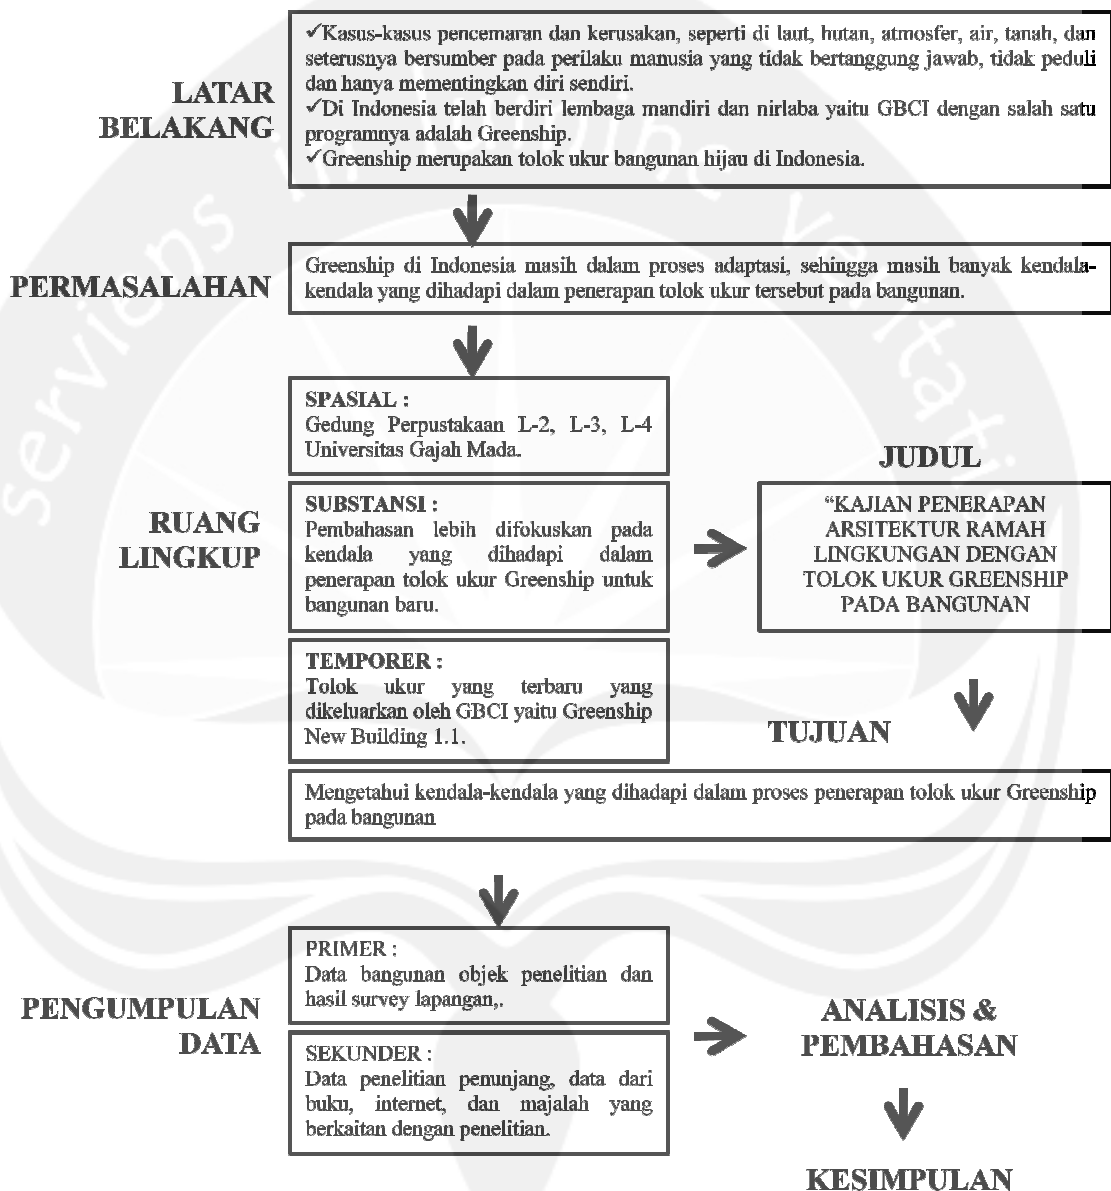 LATAR
BELAKANG
✓Kasus-kasus pencemaran dan kerusakan, seperti di laut, hutan, atmosfer, air, tanah, dan
seterusnya bersumber pada perilaku manusia yang tidak bertanggung jawab, tidak peduli
dan hanya mementingkan diri sendiri.
✓Di Indonesia telah berdiri lembaga mandiri dan nirlaba yaitu GBCI dengan salah satu
programnya adalah Greenship.
✓Greenship merupakan tolok ukur bangunan hijau di Indonesia.
PERMASALAHAN
Greenship di Indonesia masih dalam proses adaptasi, sehingga masih banyak kendala-
kendala yang dihadapi dalam penerapan tolok ukur tersebut pada bangunan.
RUANG
LINGKUP
SPASIAL :
Gedung Perpustakaan L-2, L-3, L-4
Universitas Gajah Mada.
SUBSTANSI :
Pembahasan lebih difokuskan pada
kendala yang dihadapi dalam
penerapan tolok ukur Greenship untuk
bangunan baru.
TEMPORER :
Tolok ukur yang terbaru yang
dikeluarkan oleh GBCI yaitu Greenship
New Building 1.1.
JUDUL
“KAJIAN PENERAPAN
ARSITEKTUR RAMAH
LINGKUNGAN DENGAN
TOLOK UKUR GREENSHIP
PADA BANGUNAN
TUJUAN
Mengetahui kendala-kendala yang dihadapi dalam proses penerapan tolok ukur Greenship
pada bangunan
PENGUMPULAN
DATA
PRIMER :
Data bangunan objek penelitian dan
hasil survey lapangan,.
SEKUNDER :
Data penelitian penunjang, data dari
buku, internet, dan majalah yang
berkaitan dengan penelitian.
ANALISIS &
PEMBAHASAN
KESIMPULAN
serviens in lumine veritatis